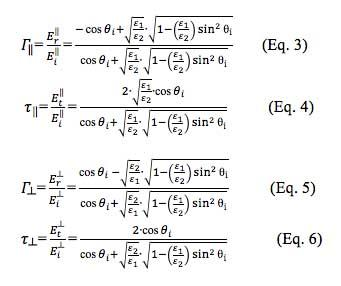 Γ∥ = E_r^∥ / E_i^∥ = (−cos θ_i + √(ε₁/ε₂) · √(1−(ε₁/ε₂) sin² θ_i)) / (cos θ_i + √(ε₁/ε₂) · √(1−(ε₁/ε₂) sin² θ_i)) (Eq. 3)
τ∥ = E_t^∥ / E_i^∥ = (2·√(ε₁/ε₂)·cos θ_i) / (cos θ_i + √(ε₁/ε₂) · √(1−(ε₁/ε₂) sin² θ_i)) (Eq. 4)
Γ⊥ = E_r^⊥ / E_i^⊥ = (cos θ_i − √(ε₂/ε₁) · √(1−(ε₁/ε₂) sin² θ_i)) / (cos θ_i + √(ε₂/ε₁) · √(1−(ε₁/ε₂) sin² θ_i)) (Eq. 5)
τ⊥ = E_t^⊥ / E_i^⊥ = (2·cos θ_i) / (cos θ_i + √(ε₂/ε₁) · √(1−(ε₁/ε₂) sin² θ_i)) (Eq. 6)